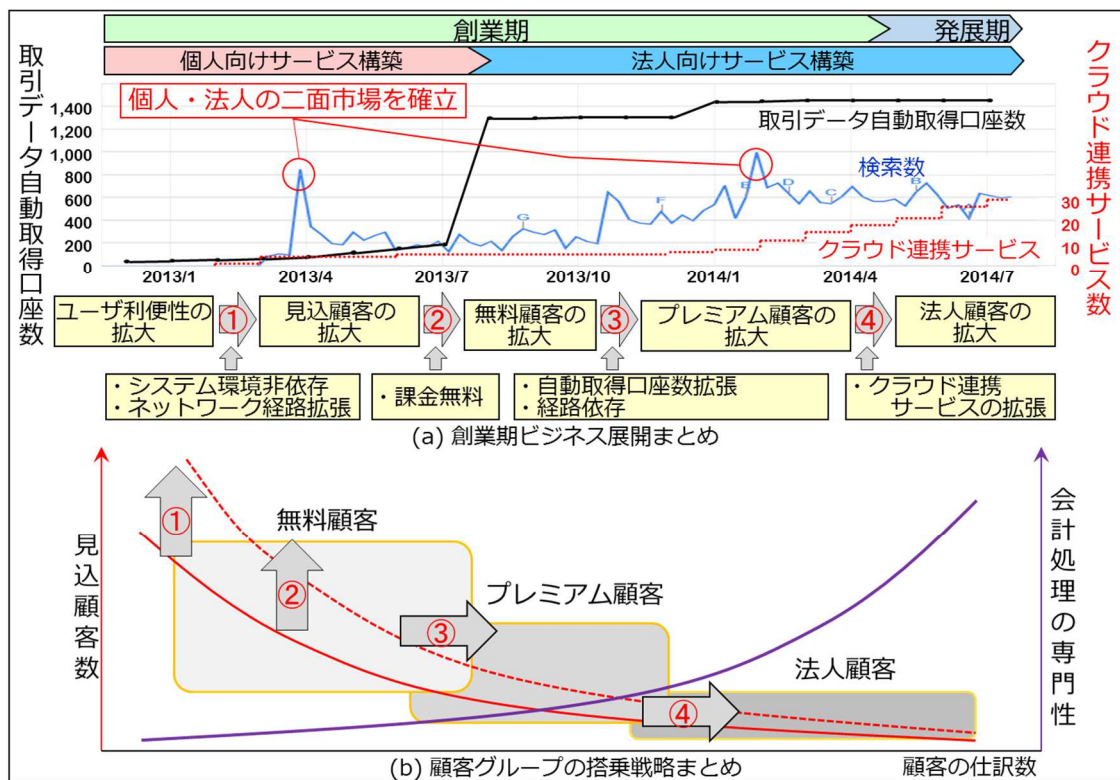 創業期
発展期
個人向けサービス構築
法人向けサービス構築
取引データ自動取得口座数
クラウド連携サービス数
個人・法人の二面市場を確立
1,400
1,200
1,000
800
600
400
200
0
取引データ自動取得口座数
検索数
クラウド連携サービス
G
F
E
D
C
B
30
20
10
0
2013/1
2013/4
2013/7
2013/10
2014/1
2014/4
2014/7
ユーザ利便性の
拡大
①
見込顧客の
拡大
②
無料顧客の
拡大
③
プレミアム顧客の
拡大
④
法人顧客の
拡大
・システム環境非依存
・ネットワーク経路拡張
・課金無料
・自動取得口座数拡張
・経路依存
・クラウド連携
サービスの拡張
(a) 創業期ビジネス展開まとめ
見込顧客数
会計処理の専門性
①
無料顧客
②
プレミアム顧客
③
法人顧客
④
(b) 顧客グループの搭乗戦略まとめ
顧客の仕訳数